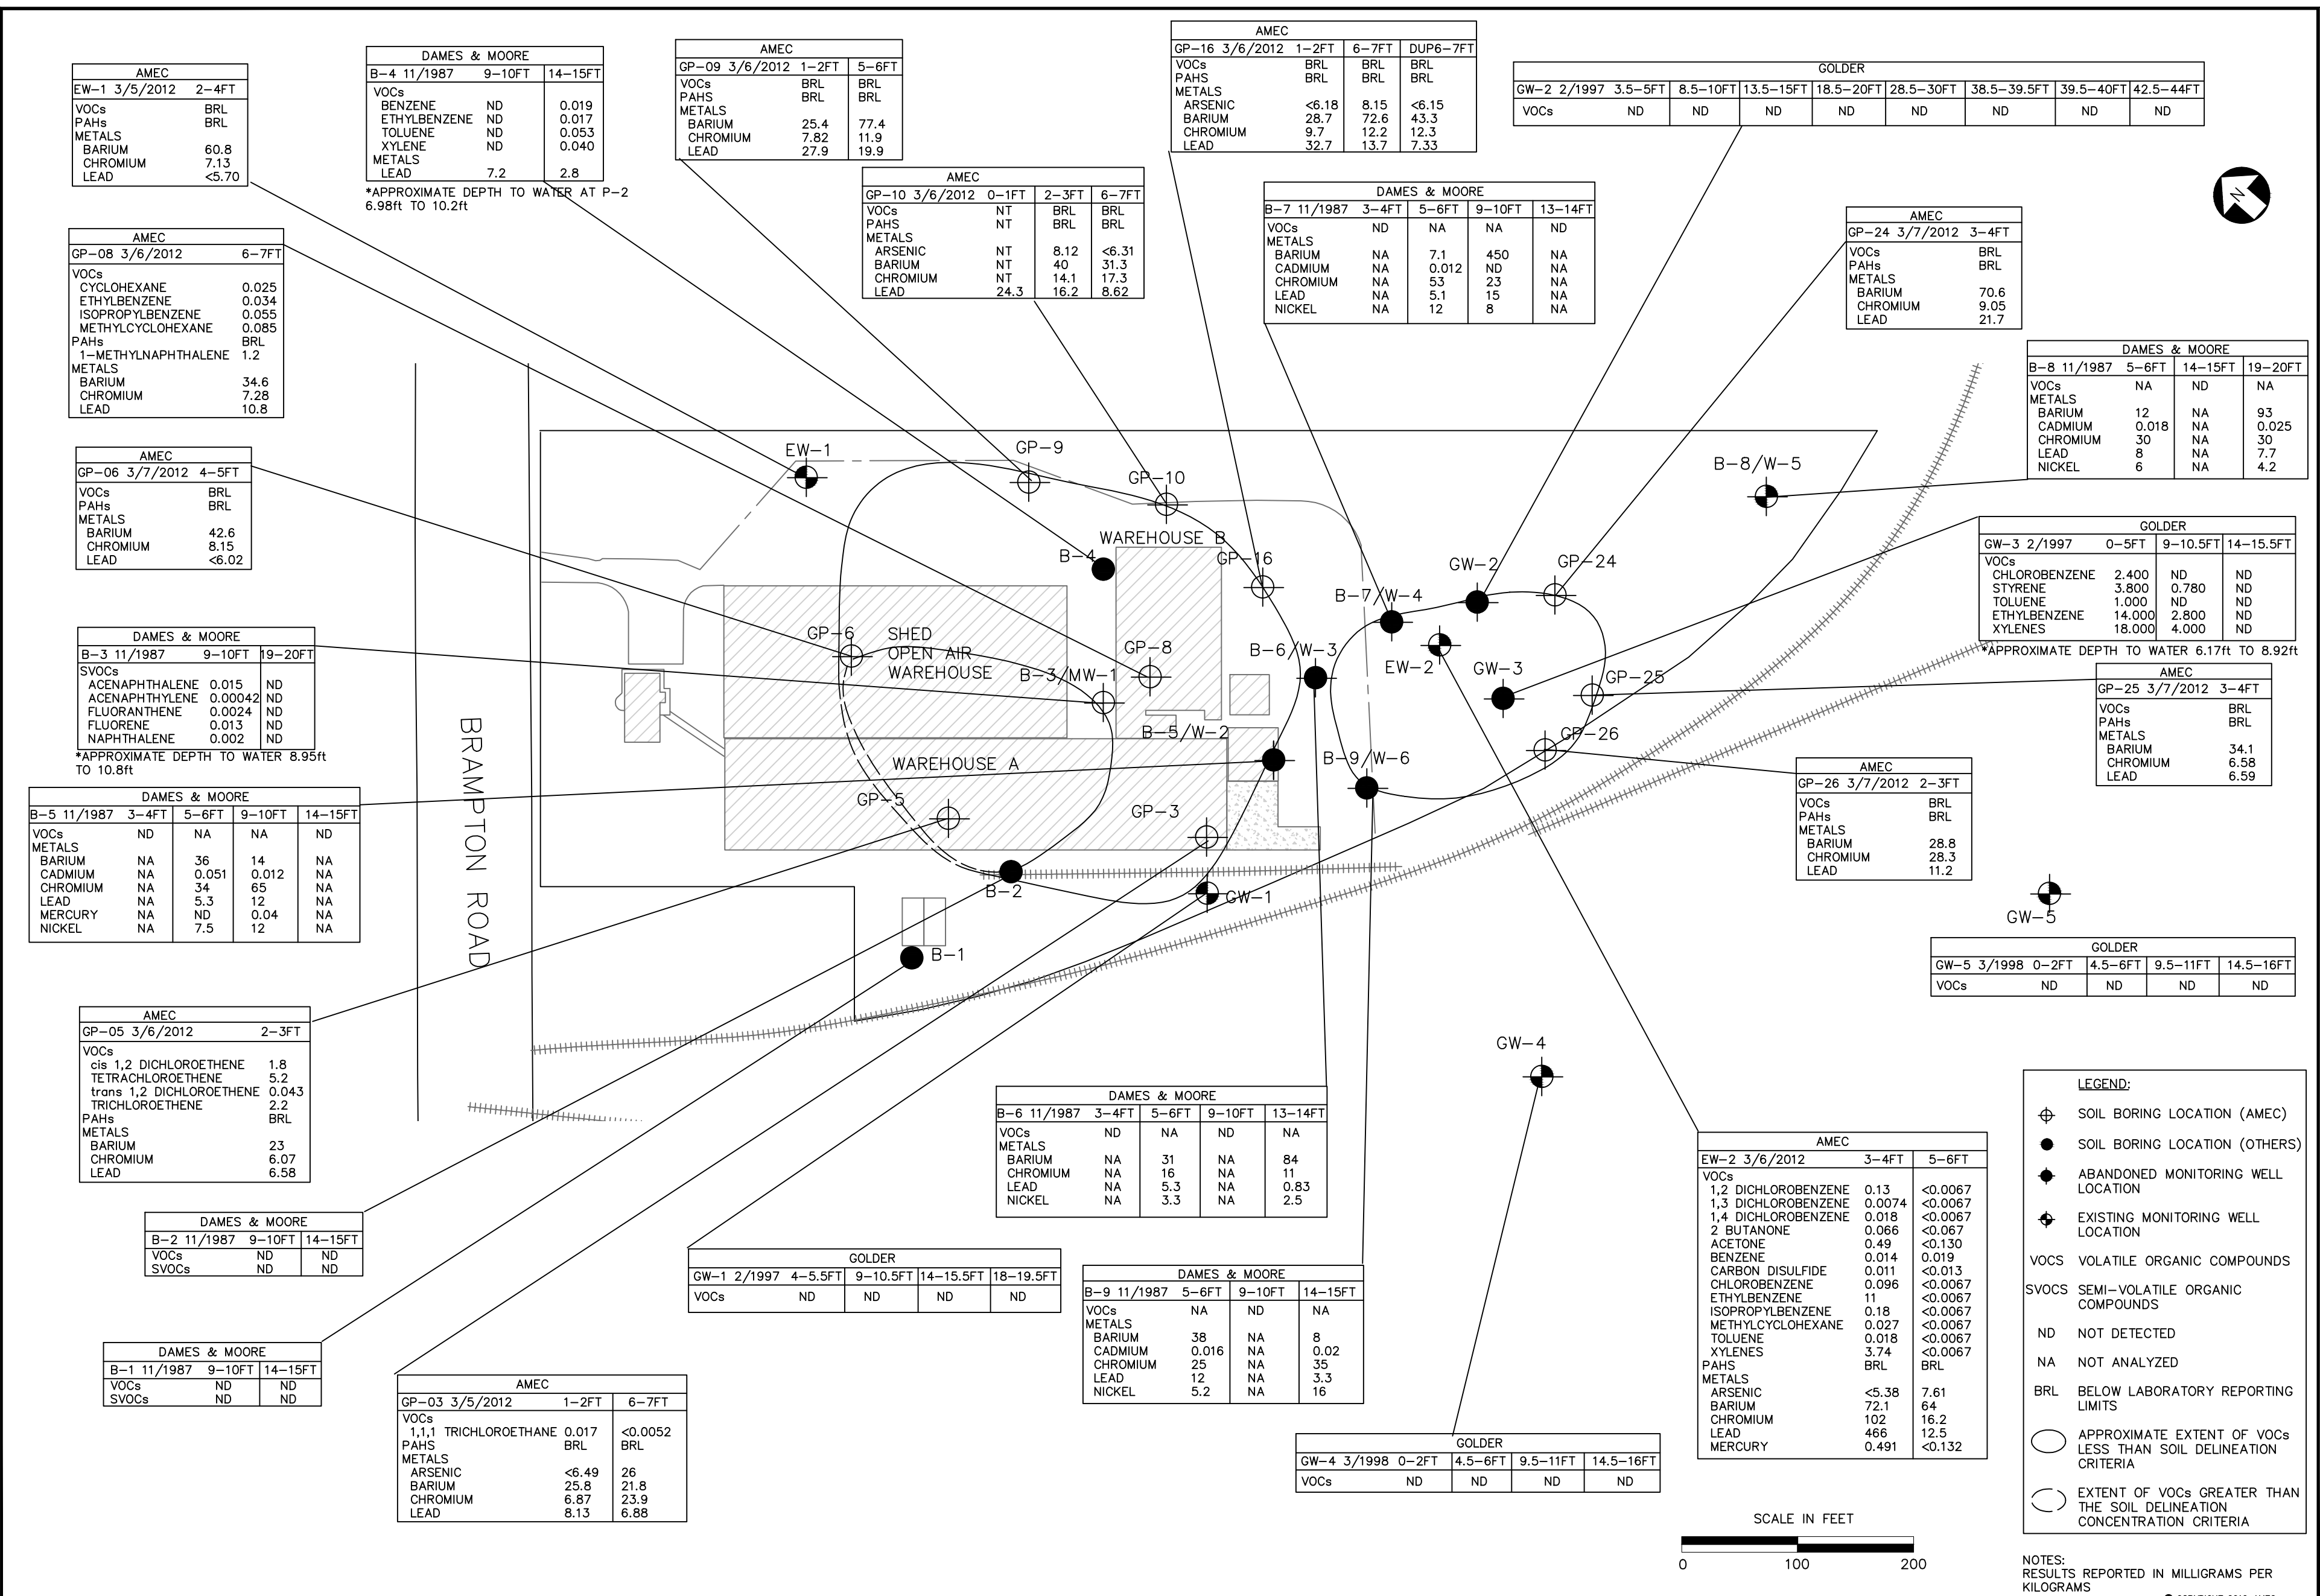 AMEC
EW-1 3/5/2012 2-4FT
VOCs BRL
PAHs BRL
METALS
BARIUM 60.8
CHROMIUM 7.13
LEAD <5.70
DAMES & MOORE
B-4 11/1987 9-10FT 14-15FT
VOCs
BENZENE ND 0.019
ETHYLBENZENE ND 0.017
TOLUENE ND 0.053
XYLENE ND 0.040
METALS
LEAD 7.2 2.8
*APPROXIMATE DEPTH TO WATER AT P-2
6.98ft TO 10.2ft
AMEC
GP-09 3/6/2012 1-2FT 5-6FT
VOCs BRL BRL
PAHS BRL BRL
METALS
BARIUM 25.4 77.4
CHROMIUM 7.82 11.9
LEAD 27.9 19.9
AMEC
GP-10 3/6/2012 0-1FT 2-3FT 6-7FT
VOCs NT BRL BRL
PAHS NT BRL BRL
METALS
ARSENIC NT 8.12 <6.31
BARIUM NT 40 31.3
CHROMIUM NT 14.1 17.3
LEAD 24.3 16.2 8.62
AMEC
GP-16 3/6/2012 1-2FT 6-7FT DUP6-7FT
VOCs BRL BRL BRL
PAHS BRL BRL BRL
METALS
ARSENIC <6.18 8.15 <6.15
BARIUM 28.7 72.6 43.3
CHROMIUM 9.7 12.2 12.3
LEAD 32.7 13.7 7.33
DAMES & MOORE
B-7 11/1987 3-4FT 5-6FT 9-10FT 13-14FT
VOCs ND NA NA ND
METALS
BARIUM NA 7.1 450 NA
CADMIUM NA 0.012 ND NA
CHROMIUM NA 53 23 NA
LEAD NA 5.1 15 NA
NICKEL NA 12 8 NA
GOLDER
GW-2 2/1997 3.5-5FT 8.5-10FT 13.5-15FT 18.5-20FT 28.5-30FT 38.5-39.5FT 39.5-40FT 42.5-44FT
VOCs ND ND ND ND ND ND ND ND
N
AMEC
GP-24 3/7/2012 3-4FT
VOCs BRL
PAHs BRL
METALS
BARIUM 70.6
CHROMIUM 9.05
LEAD 21.7
DAMES & MOORE
B-8 11/1987 5-6FT 14-15FT 19-20FT
VOCs NA ND NA
METALS
BARIUM 12 NA 93
CADMIUM 0.018 NA 0.025
CHROMIUM 30 NA 30
LEAD 8 NA 7.7
NICKEL 6 NA 4.2
GOLDER
GW-3 2/1997 0-5FT 9-10.5FT 14-15.5FT
VOCs
CHLOROBENZENE 2.400 ND ND
STYRENE 3.800 0.780 ND
TOLUENE 1.000 ND ND
ETHYLBENZENE 14.000 2.800 ND
XYLENES 18.000 4.000 ND
*APPROXIMATE DEPTH TO WATER 6.17ft TO 8.92ft
AMEC
GP-25 3/7/2012 3-4FT
VOCs BRL
PAHs BRL
METALS
BARIUM 34.1
CHROMIUM 6.58
LEAD 6.59
AMEC
GP-26 3/7/2012 2-3FT
VOCs BRL
PAHs BRL
METALS
BARIUM 28.8
CHROMIUM 28.3
LEAD 11.2
AMEC
GP-08 3/6/2012 6-7FT
VOCs
CYCLOHEXANE 0.025
ETHYLBENZENE 0.034
ISOPROPYLBENZENE 0.055
METHYLCYCLOHEXANE 0.085
PAHs BRL
1-METHYLNAPHTHALENE 1.2
METALS
BARIUM 34.6
CHROMIUM 7.28
LEAD 10.8
AMEC
GP-06 3/7/2012 4-5FT
VOCs BRL
PAHs BRL
METALS
BARIUM 42.6
CHROMIUM 8.15
LEAD <6.02
DAMES & MOORE
B-3 11/1987 9-10FT 19-20FT
SVOCs
ACENAPHTHALENE 0.015 ND
ACENAPHTHYLENE 0.00042 ND
FLUORANTHENE 0.0024 ND
FLUORENE 0.013 ND
NAPHTHALENE 0.002 ND
*APPROXIMATE DEPTH TO WATER 8.95ft
TO 10.8ft
DAMES & MOORE
B-5 11/1987 3-4FT 5-6FT 9-10FT 14-15FT
VOCs ND NA NA ND
METALS
BARIUM NA 36 14 NA
CADMIUM NA 0.051 0.012 NA
CHROMIUM NA 34 65 NA
LEAD NA 5.3 12 NA
MERCURY NA ND 0.04 NA
NICKEL NA 7.5 12 NA
AMEC
GP-05 3/6/2012 2-3FT
VOCs
cis 1,2 DICHLOROETHENE 1.8
TETRACHLOROETHENE 5.2
trans 1,2 DICHLOROETHENE 0.043
TRICHLOROETHENE 2.2
PAHs BRL
METALS
BARIUM 23
CHROMIUM 6.07
LEAD 6.58
DAMES & MOORE
B-2 11/1987 9-10FT 14-15FT
VOCs ND ND
SVOCs ND ND
DAMES & MOORE
B-1 11/1987 9-10FT 14-15FT
VOCs ND ND
SVOCs ND ND
BRAMPTON ROAD
EW-1
GP-9
GP-10
B-8/W-5
WAREHOUSE B
B-4
GP-16
GW-2
GP-24
B-7/W-4
GP-6
SHED
OPEN AIR
WAREHOUSE
GP-8
B-6/W-3
EW-2
GW-3
B-3/MW-1
GP-25
B-5/W-2
GP-26
WAREHOUSE A
B-9/W-6
GP-5
GP-3
B-2
GW-1
B-1
GW-5
GW-4
GOLDER
GW-5 3/1998 0-2FT 4.5-6FT 9.5-11FT 14.5-16FT
VOCs ND ND ND ND
DAMES & MOORE
B-6 11/1987 3-4FT 5-6FT 9-10FT 13-14FT
VOCs ND NA ND NA
METALS
BARIUM NA 31 NA 84
CHROMIUM NA 16 NA 11
LEAD NA 5.3 NA 0.83
NICKEL NA 3.3 NA 2.5
GOLDER
GW-1 2/1997 4-5.5FT 9-10.5FT 14-15.5FT 18-19.5FT
VOCs ND ND ND ND
DAMES & MOORE
B-9 11/1987 5-6FT 9-10FT 14-15FT
VOCs NA ND NA
METALS
BARIUM 38 NA 8
CADMIUM 0.016 NA 0.02
CHROMIUM 25 NA 35
LEAD 12 NA 3.3
NICKEL 5.2 NA 16
AMEC
GP-03 3/5/2012 1-2FT 6-7FT
VOCs
1,1,1 TRICHLOROETHANE 0.017 <0.0052
PAHS BRL BRL
METALS
ARSENIC <6.49 26
BARIUM 25.8 21.8
CHROMIUM 6.87 23.9
LEAD 8.13 6.88
GOLDER
GW-4 3/1998 0-2FT 4.5-6FT 9.5-11FT 14.5-16FT
VOCs ND ND ND ND
AMEC
EW-2 3/6/2012 3-4FT 5-6FT
VOCs
1,2 DICHLOROBENZENE 0.13 <0.0067
1,3 DICHLOROBENZENE 0.0074 <0.0067
1,4 DICHLOROBENZENE 0.018 <0.0067
2 BUTANONE 0.066 <0.067
ACETONE 0.49 <0.130
BENZENE 0.014 0.019
CARBON DISULFIDE 0.011 <0.013
CHLOROBENZENE 0.096 <0.0067
ETHYLBENZENE 11 <0.0067
ISOPROPYLBENZENE 0.18 <0.0067
METHYLCYCLOHEXANE 0.027 <0.0067
TOLUENE 0.018 <0.0067
XYLENES 3.74 <0.0067
PAHS BRL BRL
METALS
ARSENIC <5.38 7.61
BARIUM 72.1 64
CHROMIUM 102 16.2
LEAD 466 12.5
MERCURY 0.491 <0.132
LEGEND:
SOIL BORING LOCATION (AMEC)
SOIL BORING LOCATION (OTHERS)
ABANDONED MONITORING WELL
LOCATION
EXISTING MONITORING WELL
LOCATION
VOCS VOLATILE ORGANIC COMPOUNDS
SVOCS SEMI-VOLATILE ORGANIC
COMPOUNDS
ND NOT DETECTED
NA NOT ANALYZED
BRL BELOW LABORATORY REPORTING
LIMITS
APPROXIMATE EXTENT OF VOCs
LESS THAN SOIL DELINEATION
CRITERIA
EXTENT OF VOCs GREATER THAN
THE SOIL DELINEATION
CONCENTRATION CRITERIA
SCALE IN FEET
0 100 200
NOTES:
RESULTS REPORTED IN MILLIGRAMS PER
KILOGRAMS